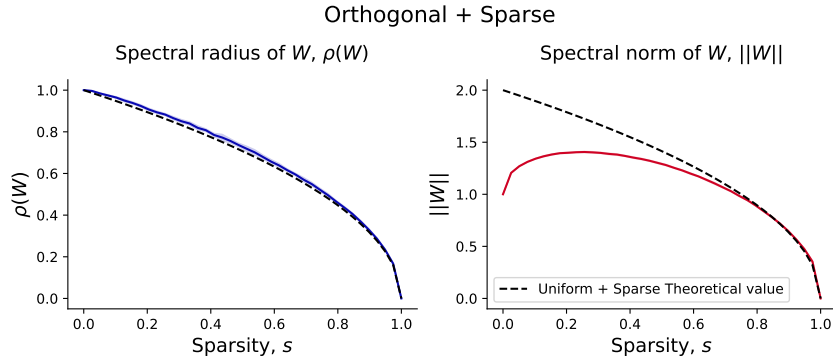 Orthogonal + Sparse
Spectral radius of W, ρ(W)
ρ(W)
1.0
0.8
0.6
0.4
0.2
0.0
0.0 0.2 0.4 0.6 0.8 1.0
Sparsity, s
Spectral norm of W, ||W||
||W||
2.0
1.5
1.0
0.5
0.0
Uniform + Sparse Theoretical value
0.0 0.2 0.4 0.6 0.8 1.0
Sparsity, s